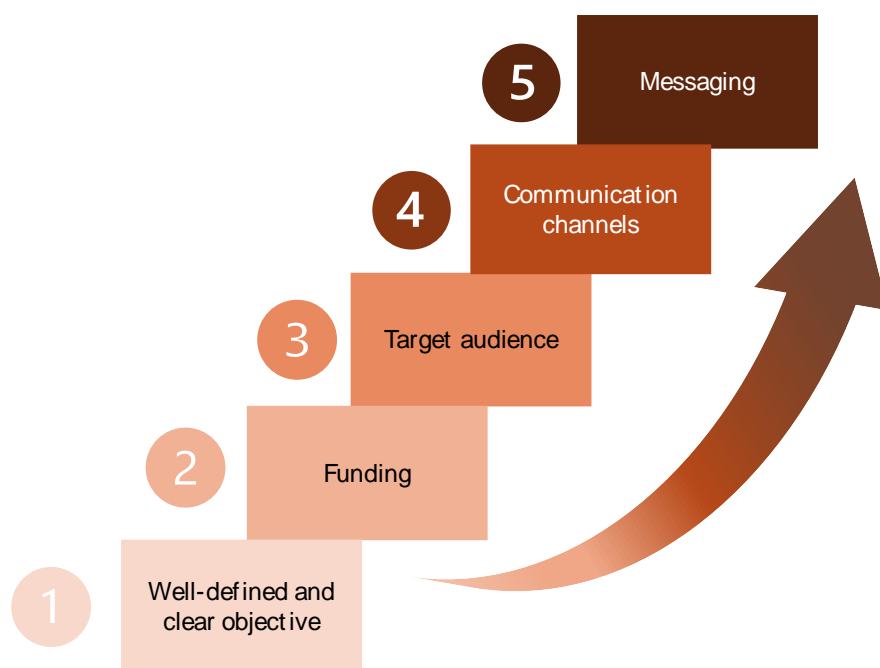 5
Messaging
4
Communication
channels
3
Target audience
2
Funding
1
Well-defined and
clear objective